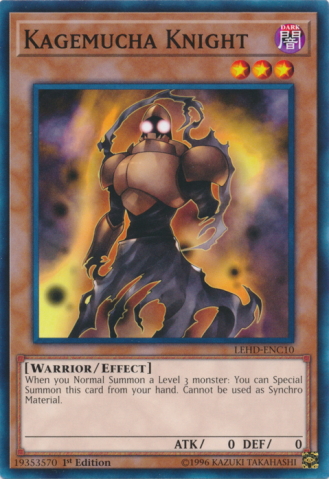 KAGEMUCHA KNIGHT
DARK
闇
LEHD-ENC10
[WARRIOR/EFFECT]
When you Normal Summon a Level 3 monster: You can Special
Summon this card from your hand. Cannot be used as Synchro
Material.
ATK/ 0 DEF/ 0
19353570 1st Edition ©1996 KAZUKI TAKAHASHI